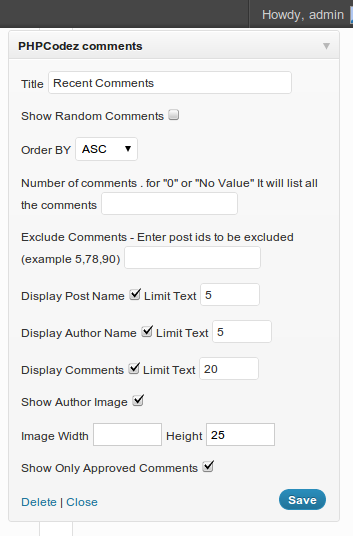 Howdy, admin
PHPCodez comments
Title Recent Comments
Show Random Comments
Order BY ASC
Number of comments . for "0" or "No Value" It will list all
the comments
Exclude Comments - Enter post ids to be excluded
(example 5,78,90)
Display Post Name Limit Text 5
Display Author Name Limit Text 5
Display Comments Limit Text 20
Show Author Image
Image Width Height 25
Show Only Approved Comments
Delete | Close Save